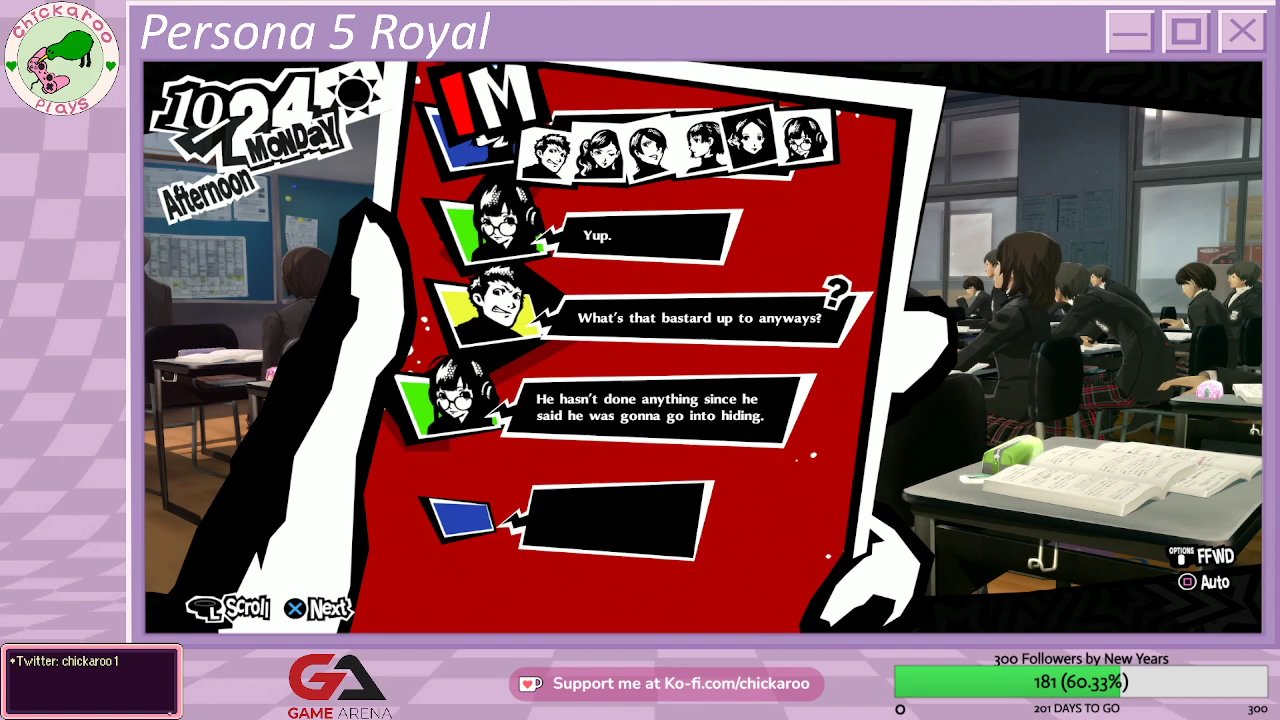 chickaroo
plays
Persona 5 Royal
10/24
MONDAY
Afternoon
IM
Yup.
What's that bastard up to anyways?
?
He hasn't done anything since he
said he was gonna go into hiding.
L Scroll
Next
OPTIONS
FFWD
Auto
Twitter: chickaroo1
GA
GAME ARENA
Support me at Ko-fi.com/chickaroo
300 Followers by New Years
181 (60.33%)
0
201 DAYS TO GO
300